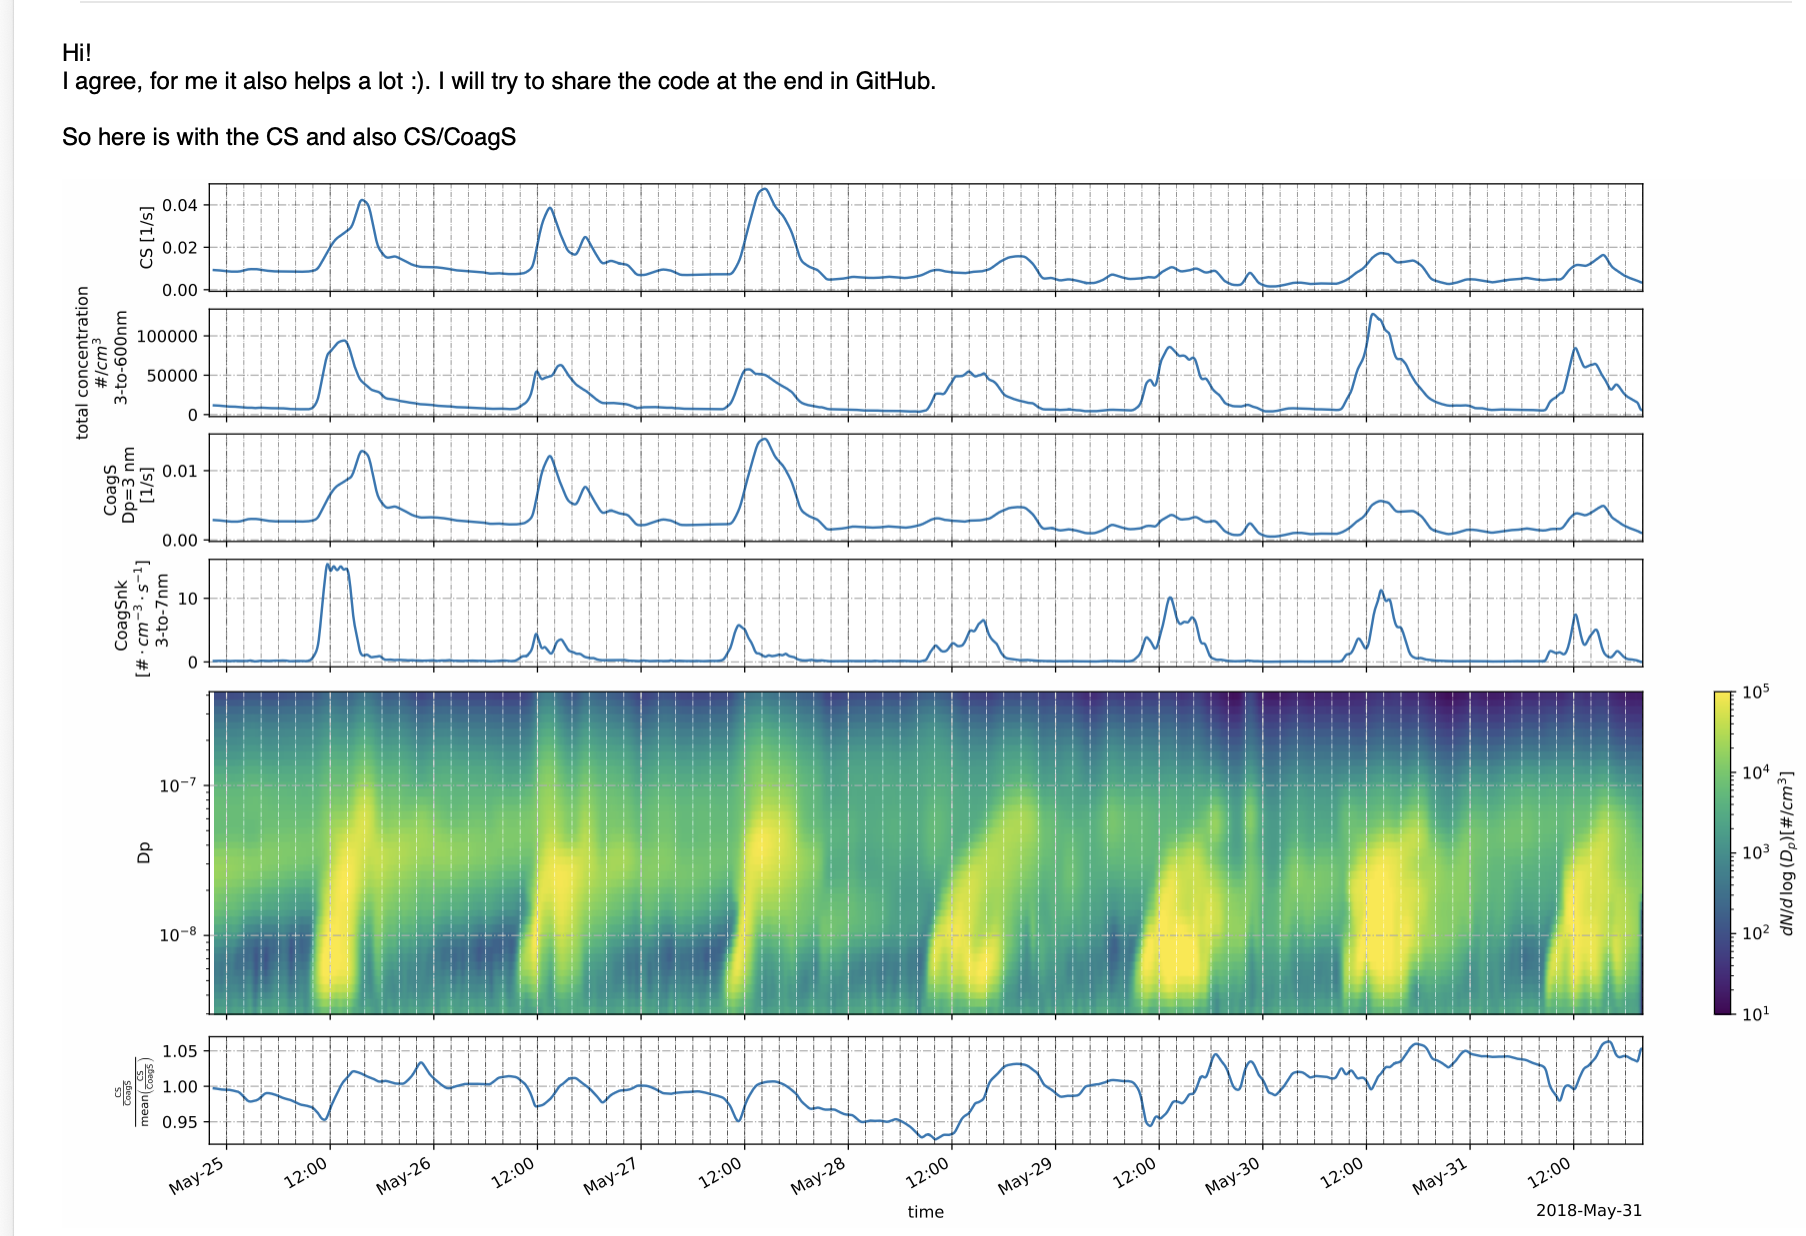 Hi!
I agree, for me it also helps a lot :). I will try to share the code at the end in GitHub.
So here is with the CS and also CS/CoagS
CS [1/s]
0.04
0.02
0.00
total concentration
#/cm³
3-to-600nm
100000
50000
0
CoagS
Dp=3 nm
[1/s]
0.01
0.00
CoagSnk
[# · cm⁻³ · s⁻¹]
3-to-7nm
10
0
Dp
10⁻⁷
10⁻⁸
10⁵
10⁴
10³
10²
10¹
dN/dlog(Dₚ)[#/cm³]
CS
CoagS
mean(CS/CoagS)
1.05
1.00
0.95
May-25
12:00
May-26
12:00
May-27
12:00
May-28
12:00
May-29
12:00
May-30
12:00
May-31
12:00
time
2018-May-31